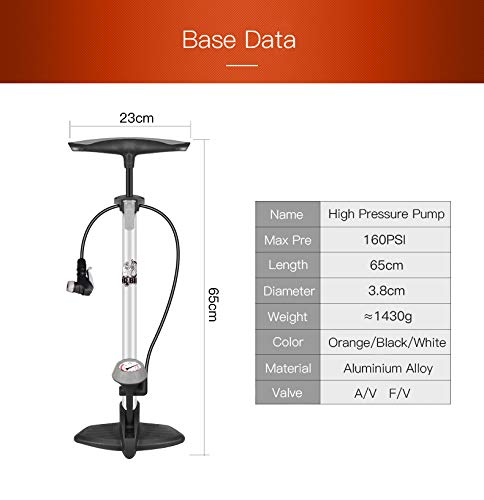 Base Data
23cm
65cm
Name High Pressure Pump
Max Pre 160PSI
Length 65cm
Diameter 3.8cm
Weight ≈1430g
Color Orange/Black/White
Material Aluminium Alloy
Valve A/V F/V